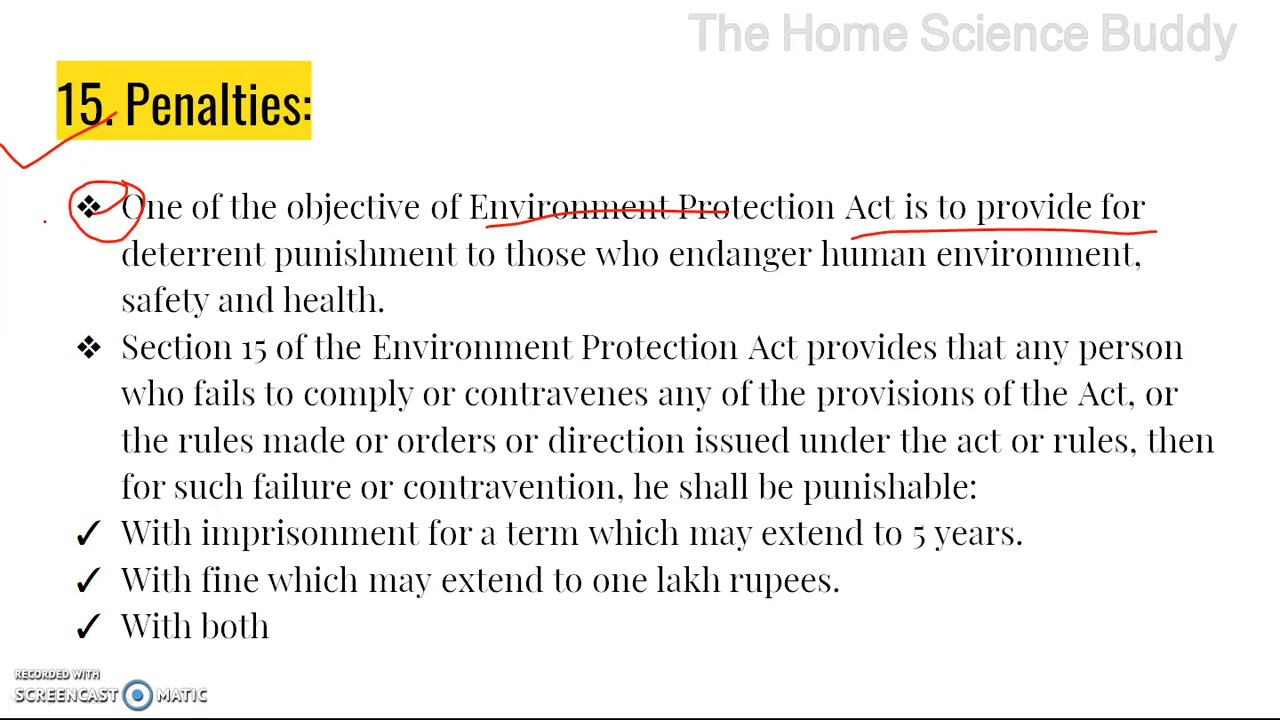 The Home Science Buddy
15. Penalties:
❖ One of the objective of Environment Protection Act is to provide for
deterrent punishment to those who endanger human environment,
safety and health.
❖ Section 15 of the Environment Protection Act provides that any person
who fails to comply or contravenes any of the provisions of the Act, or
the rules made or orders or direction issued under the act or rules, then
for such failure or contravention, he shall be punishable:
✓ With imprisonment for a term which may extend to 5 years.
✓ With fine which may extend to one lakh rupees.
✓ With both
RECORDED WITH
SCREENCAST MATIC